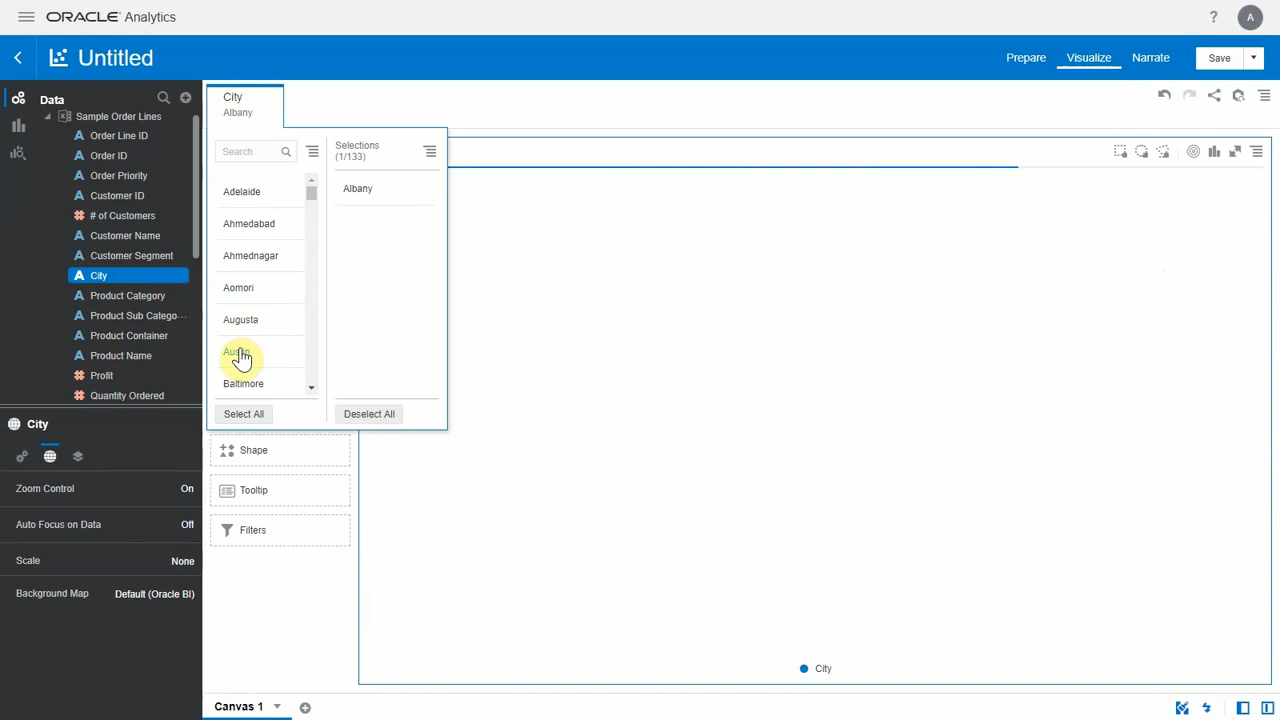 ORACLE Analytics
?
A
Untitled
Prepare
Visualize
Narrate
Save
Data
Sample Order Lines
A Order Line ID
A Order ID
A Order Priority
A Customer ID
# of Customers
A Customer Name
A Customer Segment
A City
A Product Category
A Product Sub Catego...
A Product Container
A Product Name
Profit
Quantity Ordered
City
Zoom Control On
Auto Focus on Data Off
Scale None
Background Map Default (Oracle BI)
City
Albany
Search
Adelaide
Ahmedabad
Ahmednagar
Aomori
Augusta
Austin
Baltimore
Select All
Selections
(1/133)
Albany
Deselect All
Shape
Tooltip
Filters
City
Canvas 1